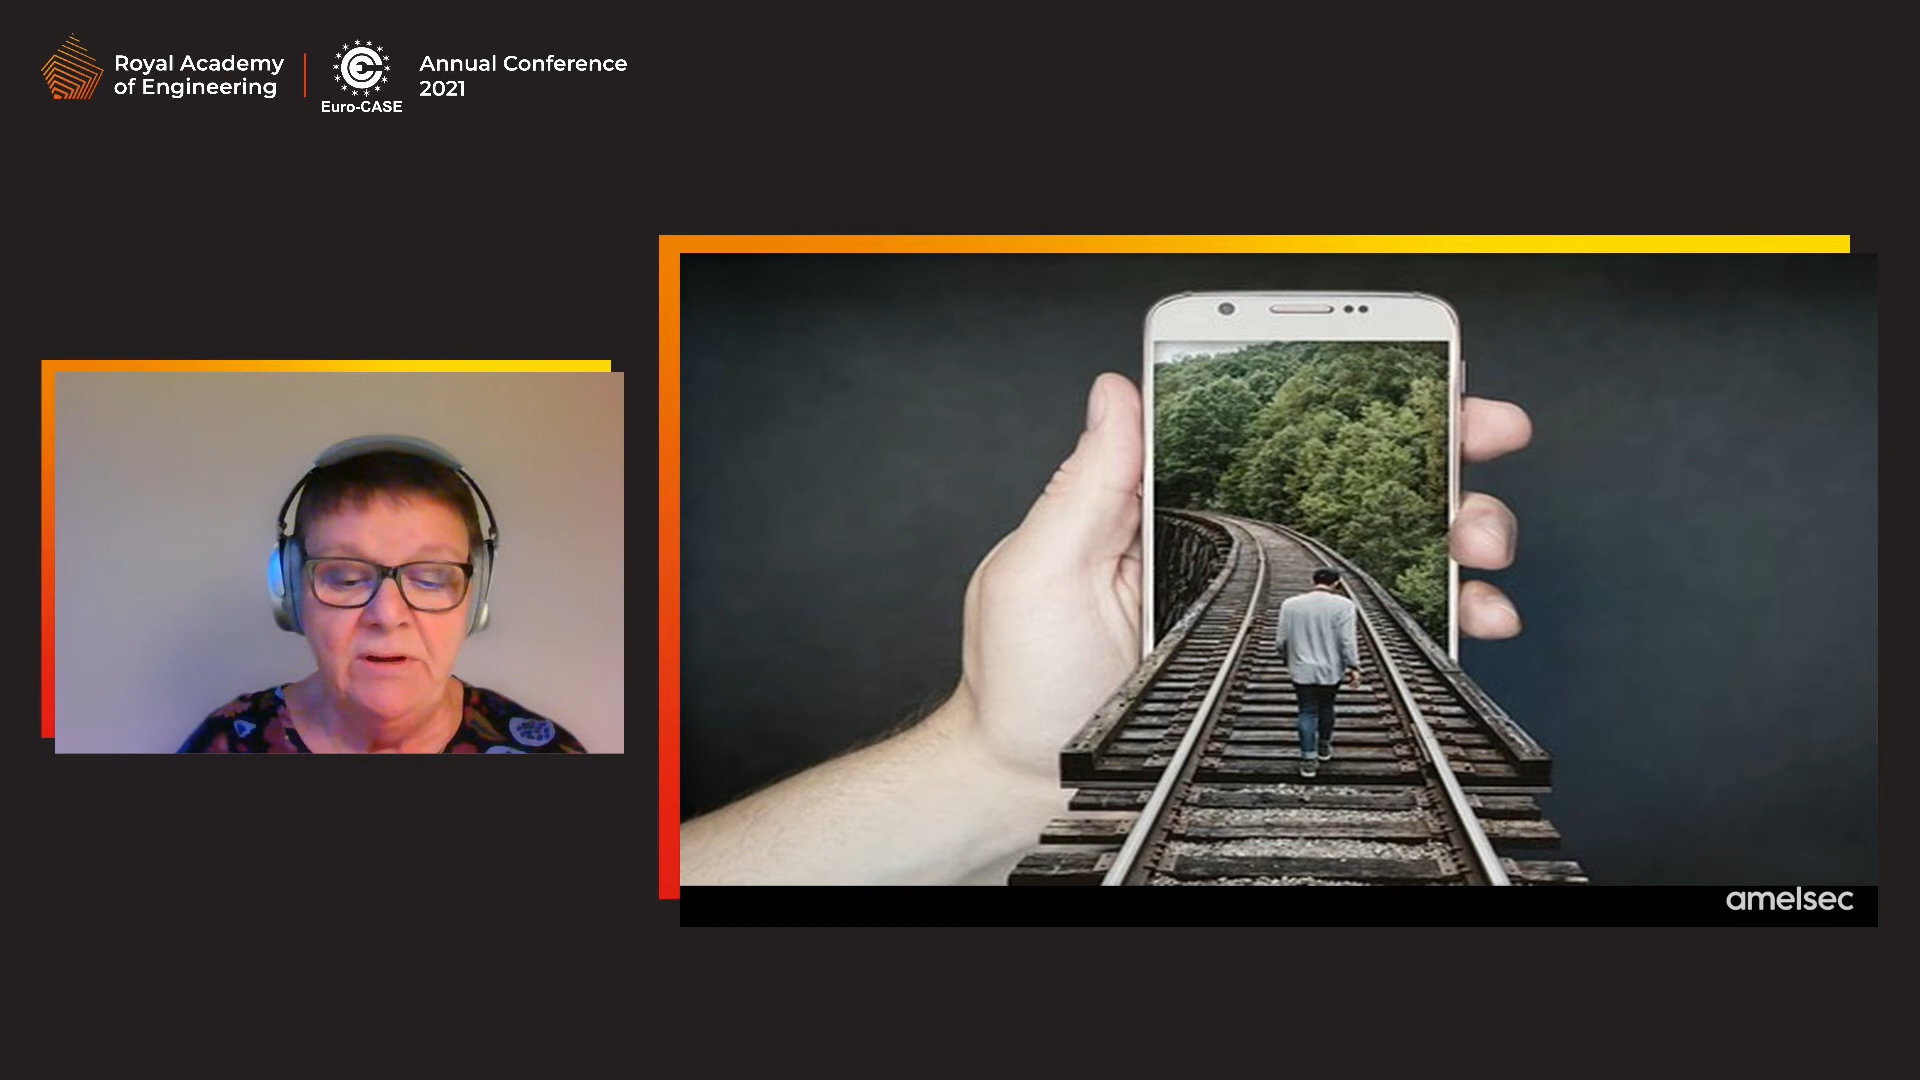 Royal Academy
of Engineering
Euro-CASE
Annual Conference
2021
amelsec